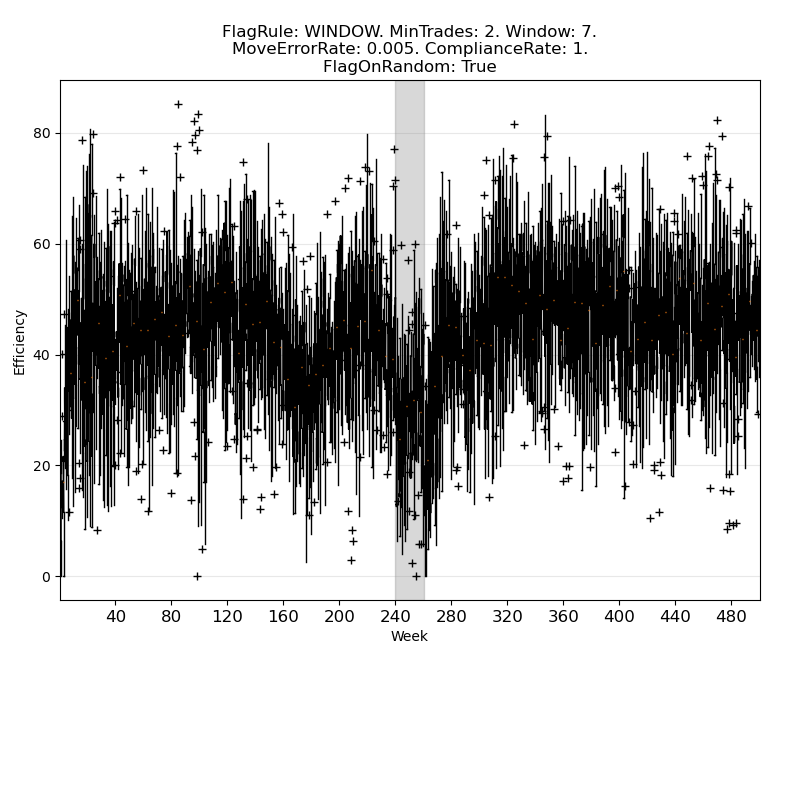 FlagRule: WINDOW. MinTrades: 2. Window: 7.
MoveErrorRate: 0.005. ComplianceRate: 1.
FlagOnRandom: True
80
60
40
20
0
Efficiency
40 80 120 160 200 240 280 320 360 400 440 480
Week